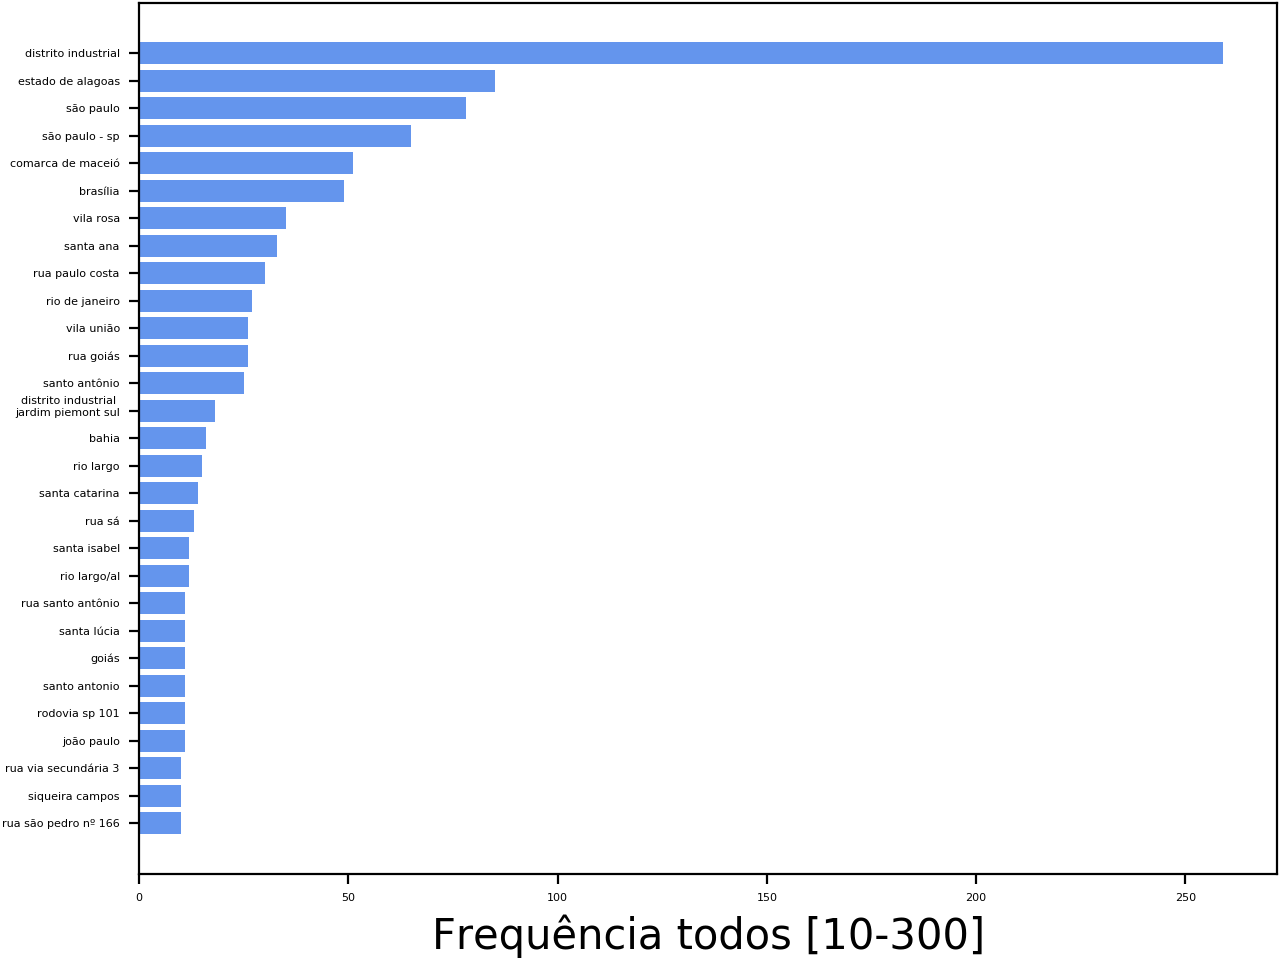 distrito industrial
estado de alagoas
são paulo
são paulo - sp
comarca de maceió
brasília
vila rosa
santa ana
rua paulo costa
rio de janeiro
vila união
rua goiás
santo antônio
distrito industrial
jardim piemont sul
bahia
rio largo
santa catarina
rua sá
santa isabel
rio largo/al
rua santo antônio
santa lúcia
goiás
santo antonio
rodovia sp 101
joão paulo
rua via secundária 3
siqueira campos
rua são pedro nº 166
0 50 100 150 200 250
Frequência todos [10-300]